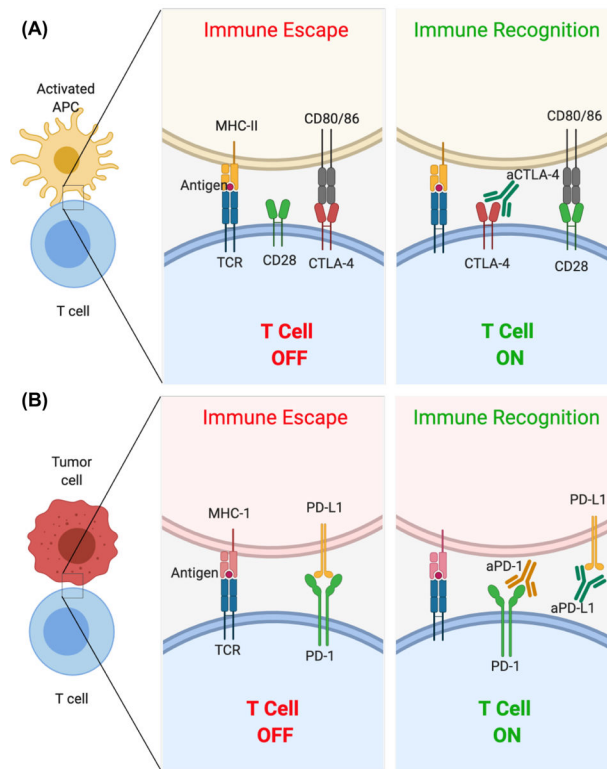 (A)
Activated
APC
T cell
Immune Escape
MHC-II
CD80/86
Antigen
TCR
CD28
CTLA-4
T Cell
OFF
Immune Recognition
CD80/86
aCTLA-4
CTLA-4
CD28
T Cell
ON
(B)
Tumor
cell
T cell
Immune Escape
MHC-1
PD-L1
Antigen
TCR
PD-1
T Cell
OFF
Immune Recognition
PD-L1
aPD-1
aPD-L1
PD-1
T Cell
ON